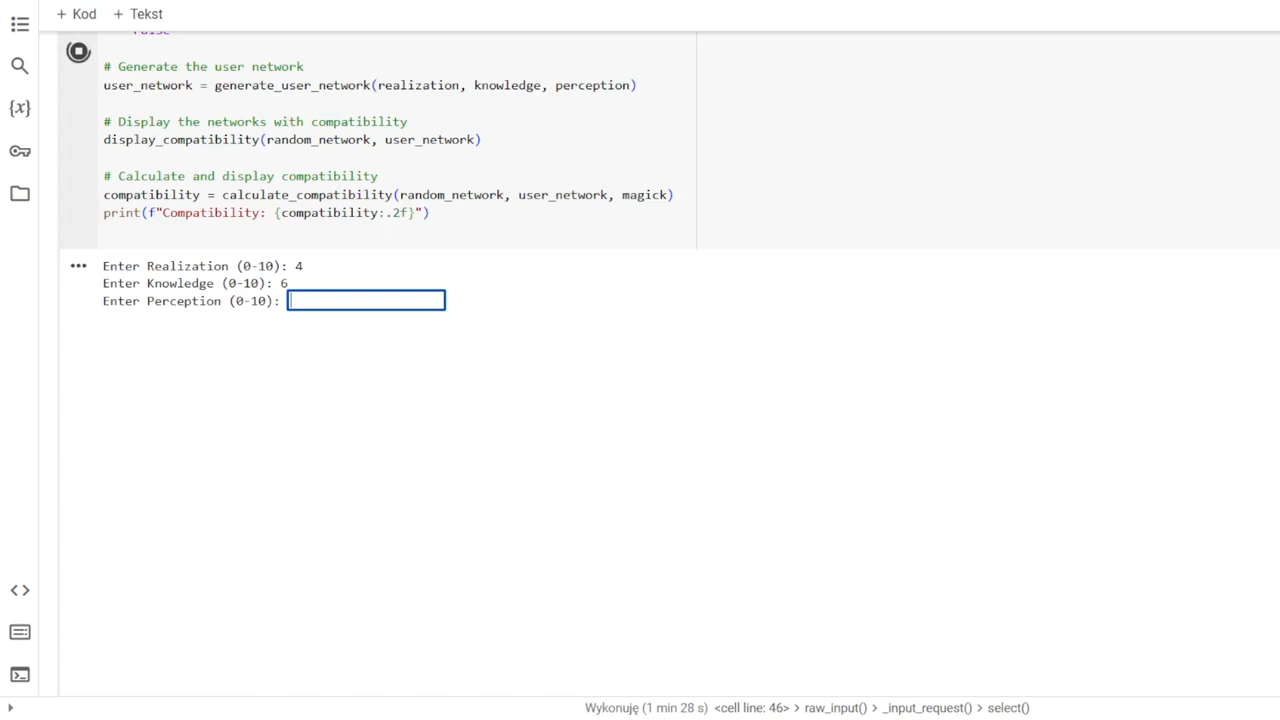 + Kod + Tekst
False
# Generate the user network
user_network = generate_user_network(realization, knowledge, perception)
# Display the networks with compatibility
display_compatibility(random_network, user_network)
# Calculate and display compatibility
compatibility = calculate_compatibility(random_network, user_network, magick)
print(f"Compatibility: {compatibility:.2f}")
Enter Realization (0-10): 4
Enter Knowledge (0-10): 6
Enter Perception (0-10):
Wykonuję (1 min 28 s) <cell line: 46> > raw_input() > _input_request() > select()